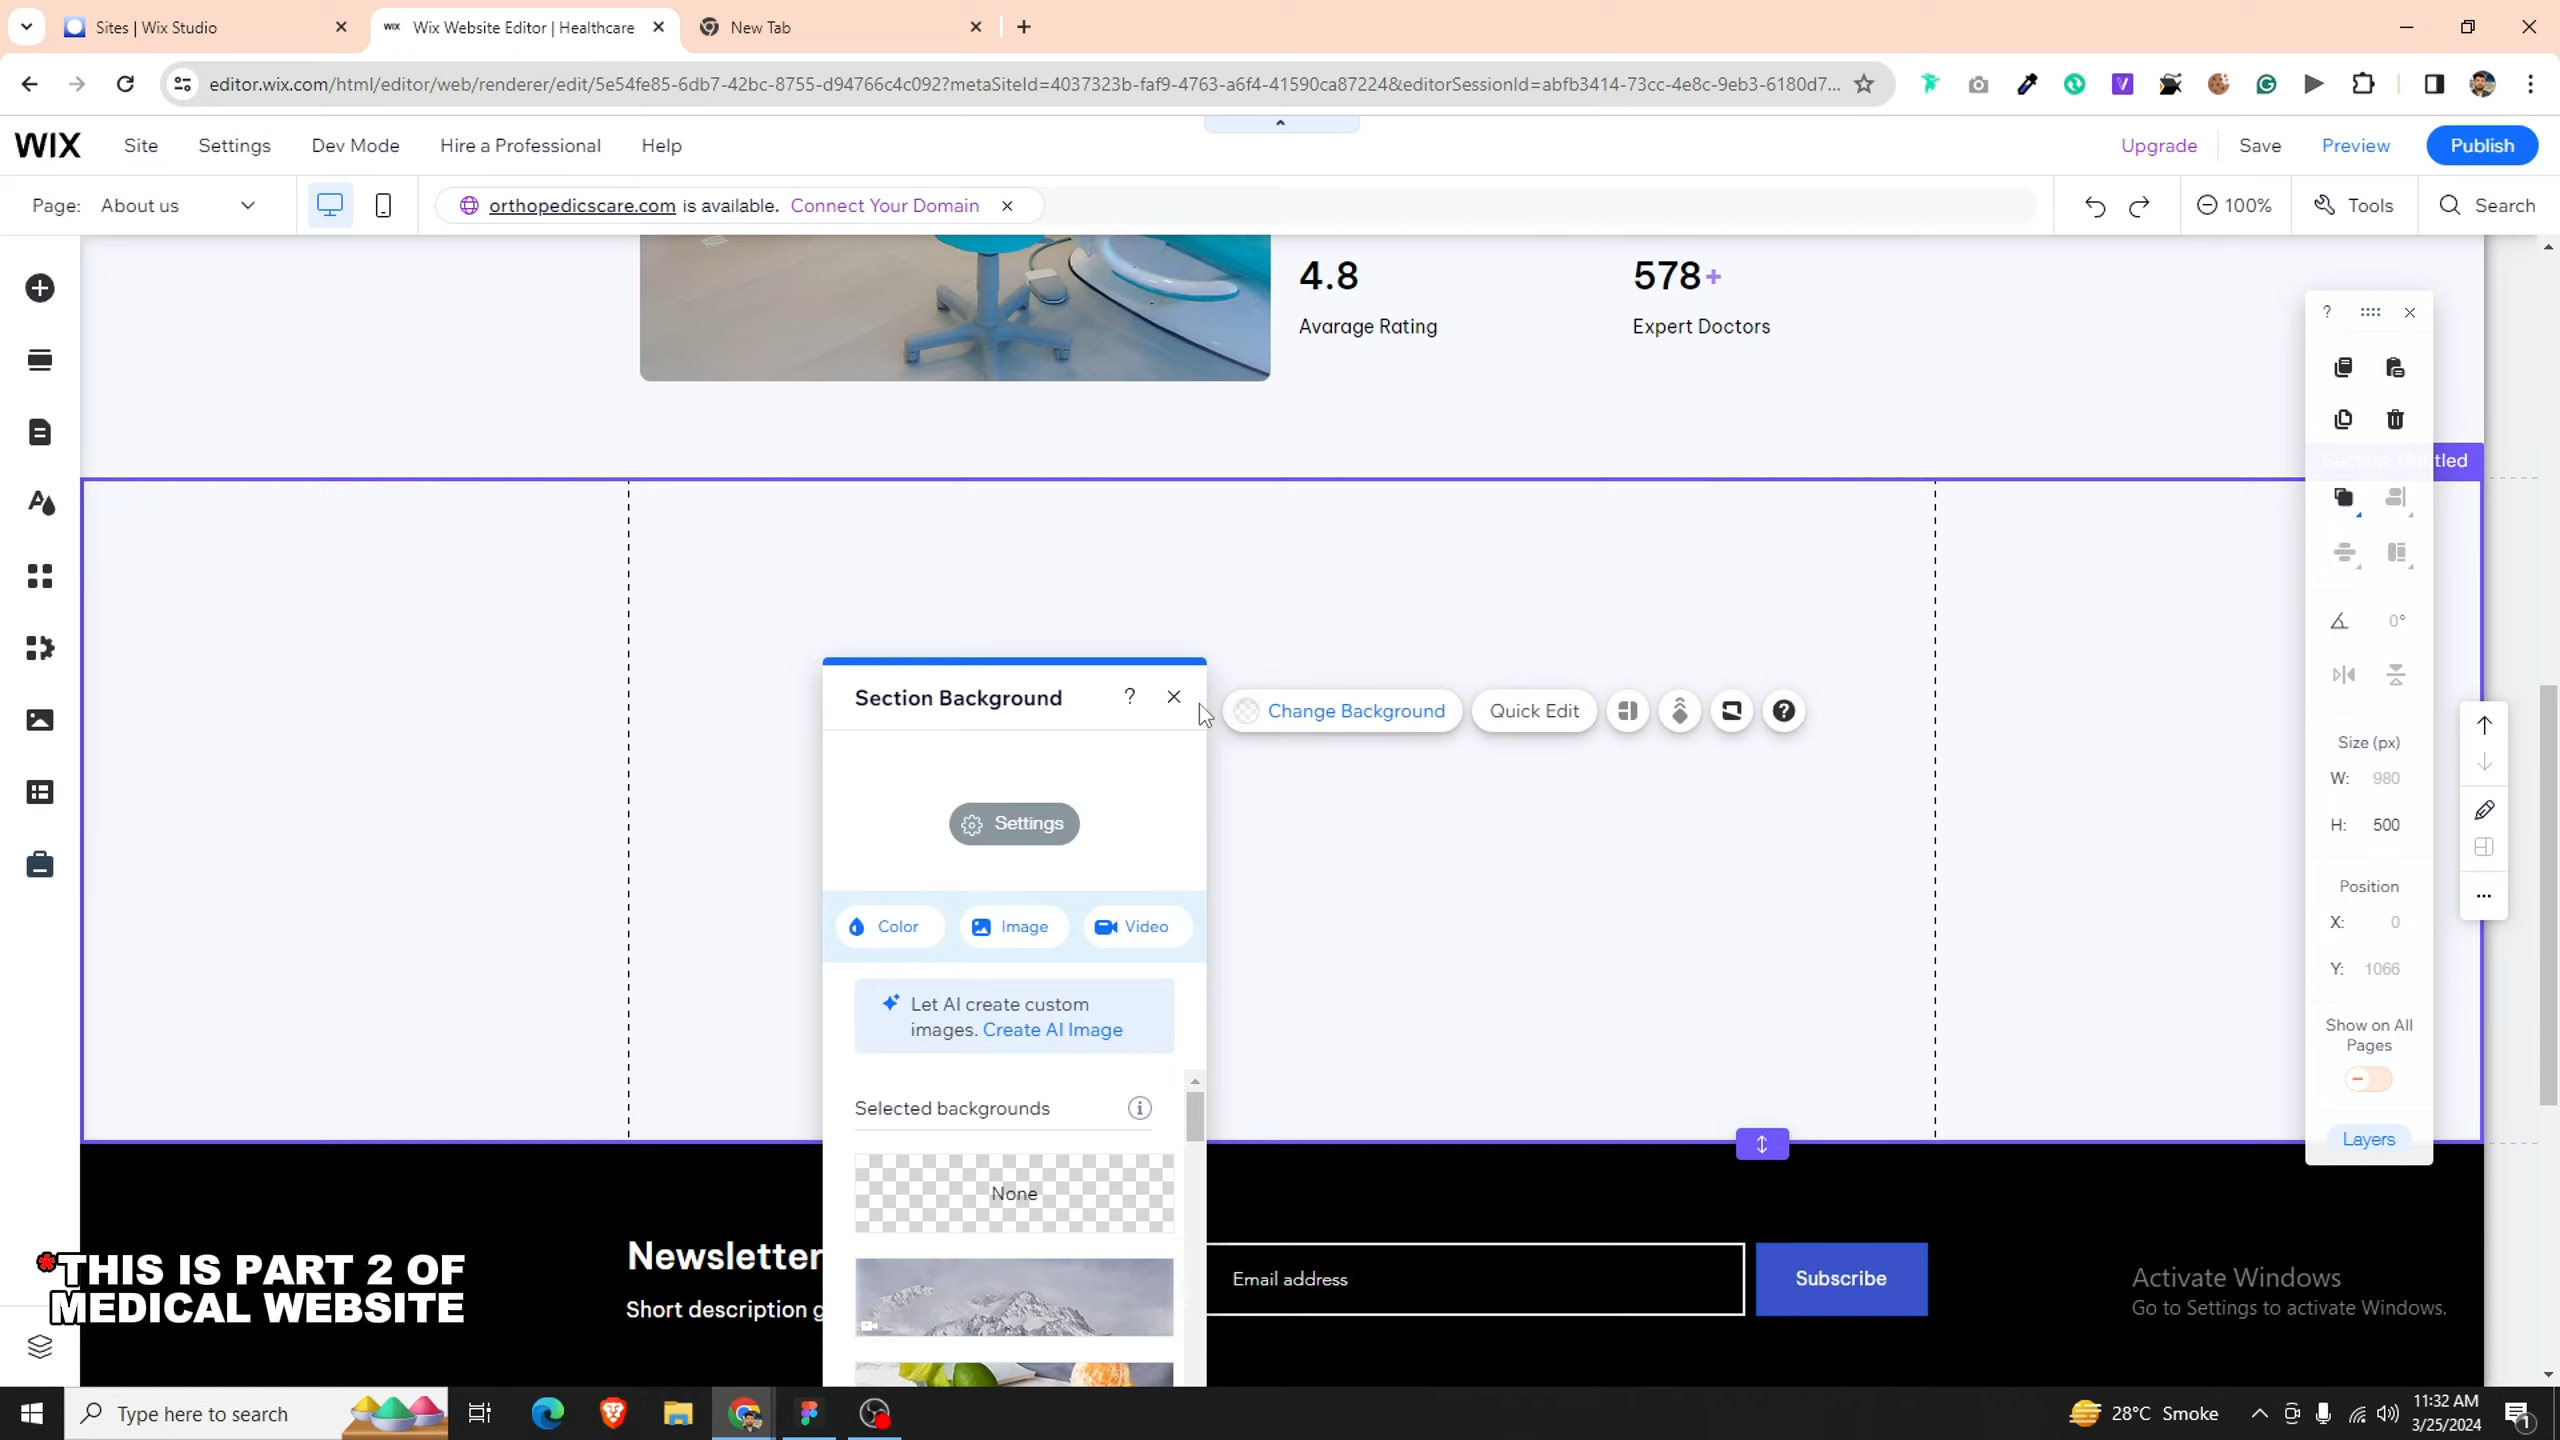 Sites | Wix Studio
WIX Wix Website Editor | Healthcare
New Tab
editor.wix.com/html/editor/web/renderer/edit/5e54fe85-6db7-42bc-8755-d94766c4c092?metaSiteId=4037323b-faf9-4763-a6f4-41590ca87224&editorSessionId=abfb3414-73cc-4e8c-9eb3-6180d7...
WIX Site Settings Dev Mode Hire a Professional Help Upgrade Save Preview Publish
Page: About us
orthopedicscare.com is available. Connect Your Domain
100% Tools Search
4.8 578+
Avarage Rating Expert Doctors
tled
Section Background ?
Change Background Quick Edit ?
Settings
Color Image Video
Let AI create custom
images. Create AI Image
Selected backgrounds
None
0°
Size (px)
W: 980
H: 500
Position
X: 0
Y: 1066
Show on All
Pages
Layers
Newsletter
Short description g
Email address
Subscribe
*THIS IS PART 2 OF
MEDICAL WEBSITE
Activate Windows
Go to Settings to activate Windows.
Type here to search
28°C Smoke
11:32 AM
3/25/2024
1